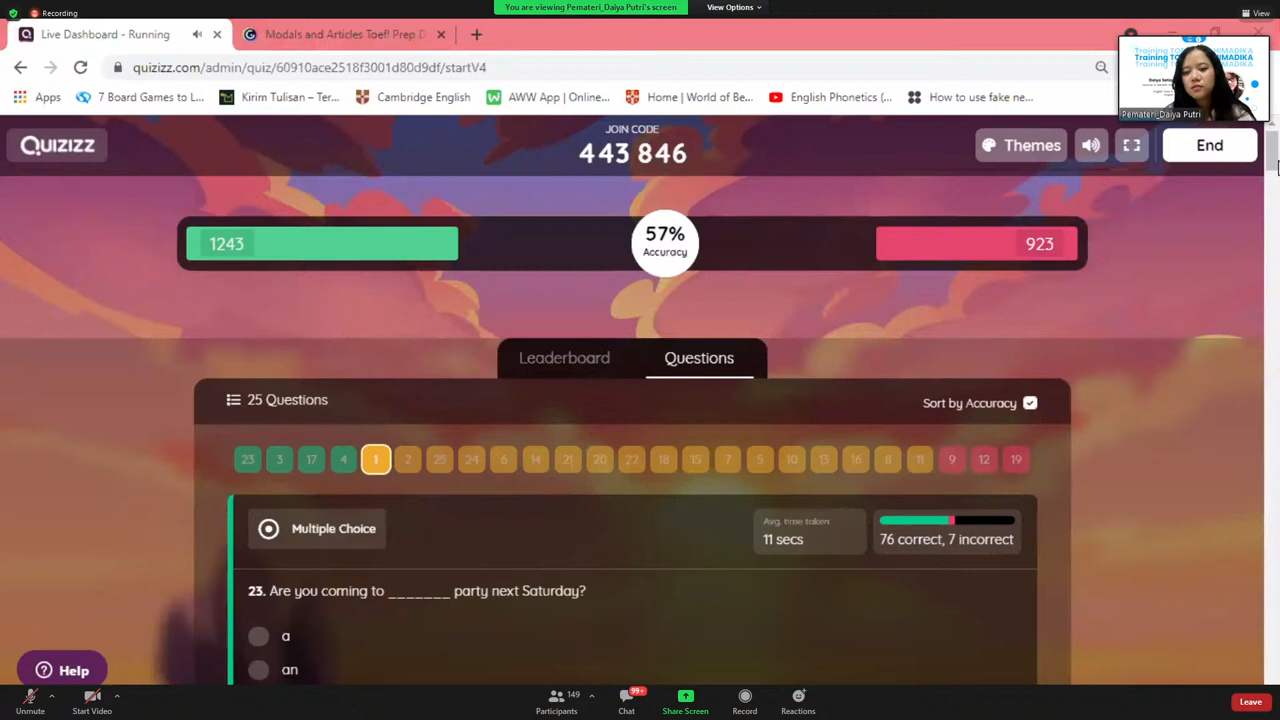 Recording
You are viewing Pemateri_Daiya Putri's screen
View Options
View
Live Dashboard - Running
Modals and Articles Toefl Prep D
quizizz.com/admin/quiz/60910ace2518f3001d80d9df/startV4
Apps
7 Board Games to L...
Kirim Tulisan – Ter...
Cambridge English...
AWW App | Online...
Home | World of Be...
English Phonetics (...
How to use fake ne...
Pemateri_Daiya Putri
Quizizz
JOIN CODE
443 846
Themes
End
1243
57%
Accuracy
923
Leaderboard
Questions
25 Questions
Sort by Accuracy
23 3 17 4 1 2 25 24 6 14 21 20 22 18 15 7 5 10 13 16 8 11 9 12 19
Multiple Choice
Avg. time taken
11 secs
76 correct, 7 incorrect
23. Are you coming to _______ party next Saturday?
a
an
Help
Unmute
Start Video
149
Participants
99+
Chat
Share Screen
Record
Reactions
Leave